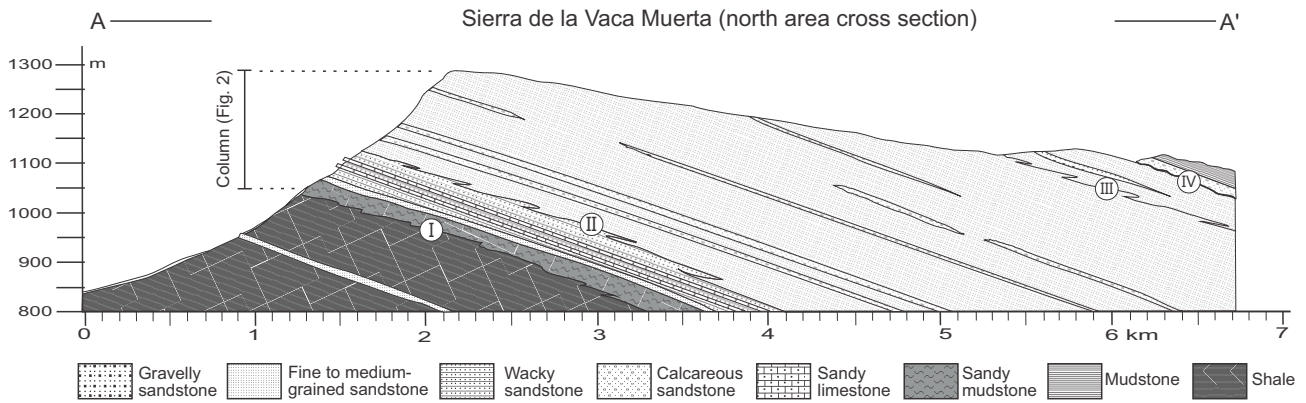 A Sierra de la Vaca Muerta (north area cross section) A'
1300 m
1200
1100
1000
900
800
Column (Fig. 2)
I
II
III
IV
0 1 2 3 4 5 6 km 7
Gravelly sandstone
Fine to medium-grained sandstone
Wacky sandstone
Calcareous sandstone
Sandy limestone
Sandy mudstone
Mudstone
Shale